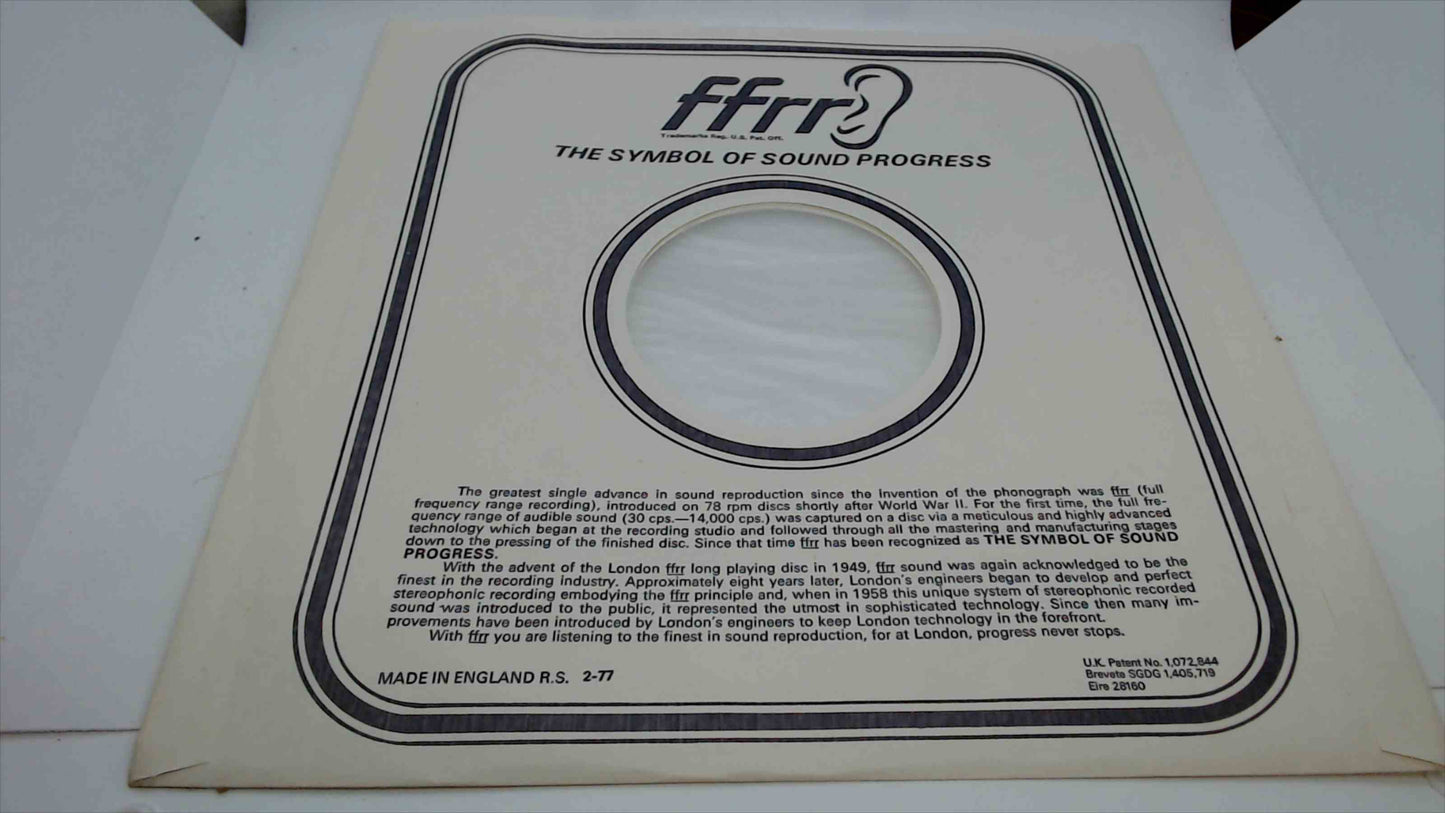 ffrr
Trademarks Reg. U.S. Pat. Off.
THE SYMBOL OF SOUND PROGRESS
The greatest single advance in sound reproduction since the invention of the phonograph was ffrr (full
frequency range recording), introduced on 78 rpm discs shortly after World War II. For the first time, the full fre-
quency range of audible sound (30 cps.—14,000 cps.) was captured on a disc via a meticulous and highly advanced
technology which began at the recording studio and followed through all the mastering and manufacturing stages
down to the pressing of the finished disc. Since that time ffrr has been recognized as THE SYMBOL OF SOUND
PROGRESS.
With the advent of the London ffrr long playing disc in 1949, ffrr sound was again acknowledged to be the
finest in the recording industry. Approximately eight years later, London's engineers began to develop and perfect
stereophonic recording embodying the ffrr principle and, when in 1958 this unique system of stereophonic recorded
sound was introduced to the public, it represented the utmost in sophisticated technology. Since then many im-
provements have been introduced by London's engineers to keep London technology in the forefront.
With ffrr you are listening to the finest in sound reproduction, for at London, progress never stops.
MADE IN ENGLAND R.S. 2-77
U.K. Patent No. 1,072,844
Brevete SGDG 1,405,719
Eire 28160